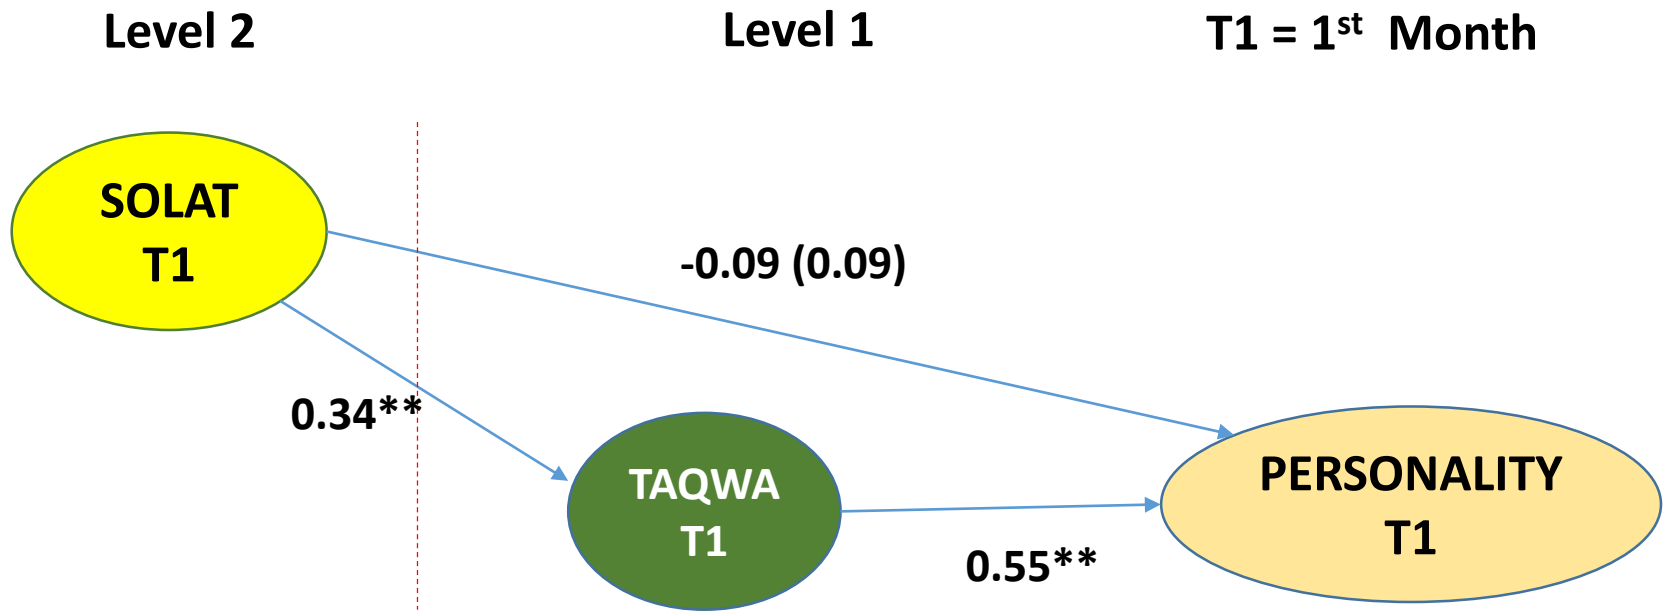 Level 2
Level 1
T1 = 1st Month
SOLAT
T1
-0.09 (0.09)
0.34**
TAQWA
T1
PERSONALITY
T1
0.55**